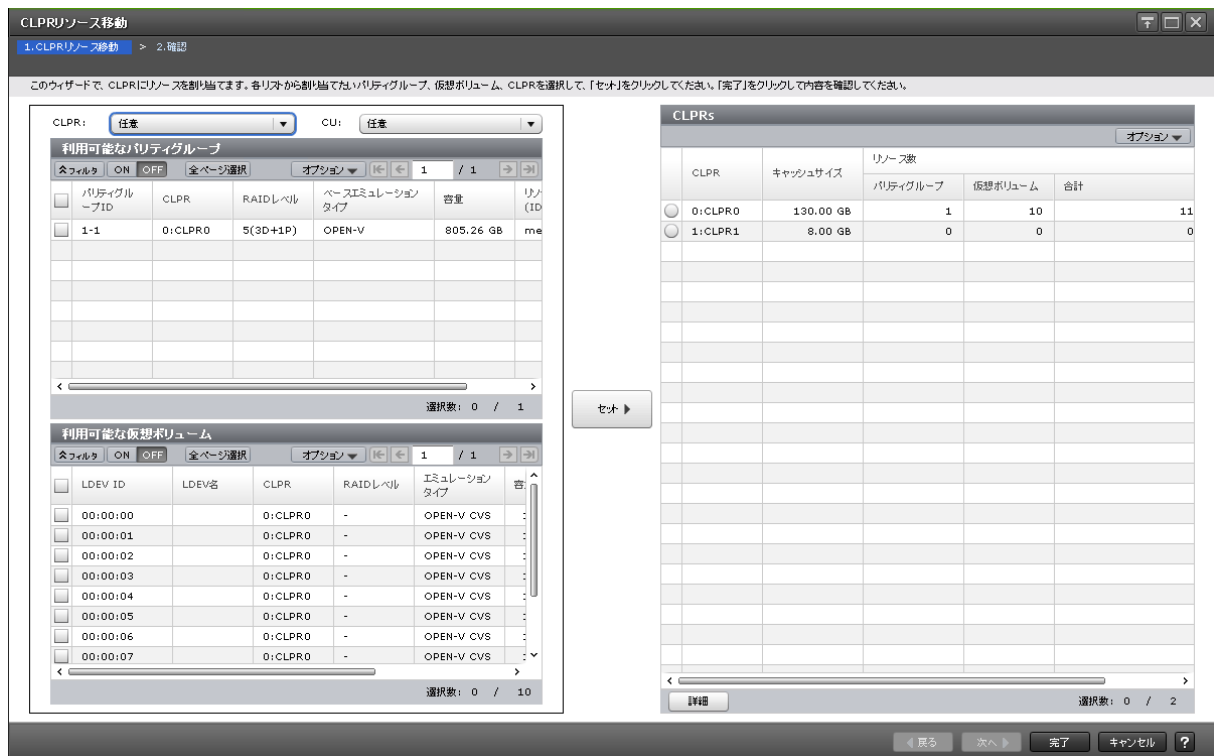 CLPRリソース移動
1.CLPRリソース移動 > 2.確認
このウィザードで、CLPRにリソースを割り当てます。各リストから割り当てたいパリティグループ、仮想ボリューム、CLPRを選択して、「セット」をクリックしてください。「完了」をクリックして内容を確認してください。
CLPR: 任意 CU: 任意
利用可能なパリティグループ
フィルタ ON OFF 全ページ選択 オプション 1 / 1
パリティグループID CLPR RAIDレベル ベースエミュレーションタイプ 容量 (ID
1-1 0:CLPR0 5(3D+1P) OPEN-V 805.26 GB me
選択数: 0 / 1
利用可能な仮想ボリューム
フィルタ ON OFF 全ページ選択 オプション 1 / 1
LDEV ID LDEV名 CLPR RAIDレベル エミュレーションタイプ
00:00:00 0:CLPR0 - OPEN-V CVS
00:00:01 0:CLPR0 - OPEN-V CVS
00:00:02 0:CLPR0 - OPEN-V CVS
00:00:03 0:CLPR0 - OPEN-V CVS
00:00:04 0:CLPR0 - OPEN-V CVS
00:00:05 0:CLPR0 - OPEN-V CVS
00:00:06 0:CLPR0 - OPEN-V CVS
00:00:07 0:CLPR0 - OPEN-V CVS
選択数: 0 / 10
セット
CLPRs
オプション
CLPR キャッシュサイズ リソース数
パリティグループ 仮想ボリューム 合計
0:CLPR0 130.00 GB 1 10 11
1:CLPR1 8.00 GB 0 0 0
詳細 選択数: 0 / 2
戻る 次へ 完了 キャンセル ?